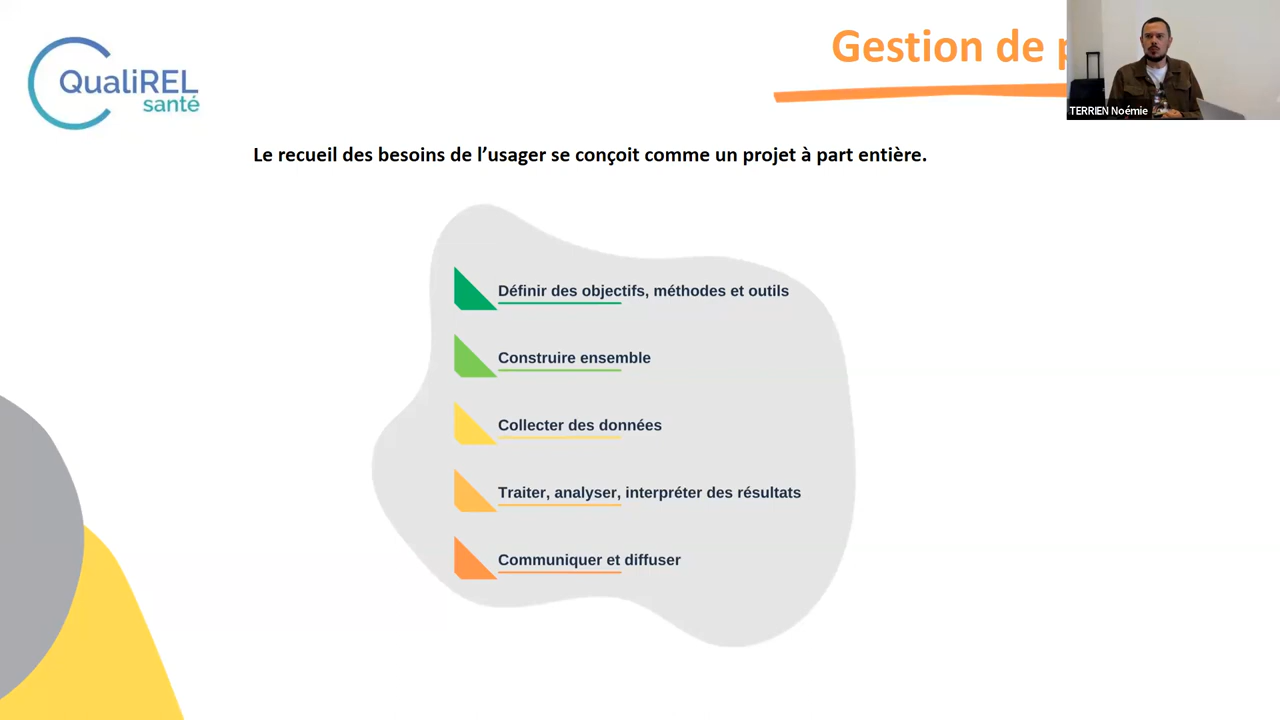 QualiREL
santé
Gestion de
TERRIEN Noémie
Le recueil des besoins de l’usager se conçoit comme un projet à part entière.
Définir des objectifs, méthodes et outils
Construire ensemble
Collecter des données
Traiter, analyser, interpréter des résultats
Communiquer et diffuser